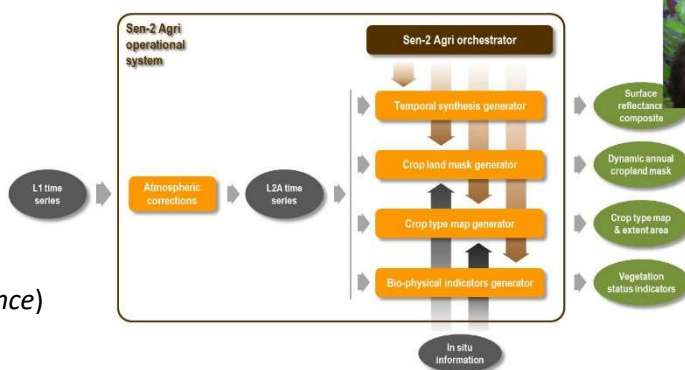 Sen-2 Agri
operational
system
Sen-2 Agri orchestrator
Temporal synthesis generator
Surface
reflectance
composite
Crop land mask generator
Dynamic annual
cropland mask
L1 time
series
Atmospheric
corrections
L2A time
series
Crop type map generator
Crop type map
& extent area
Bio-physical indicators generator
Vegetation
status indicators
nce)
In situ
information